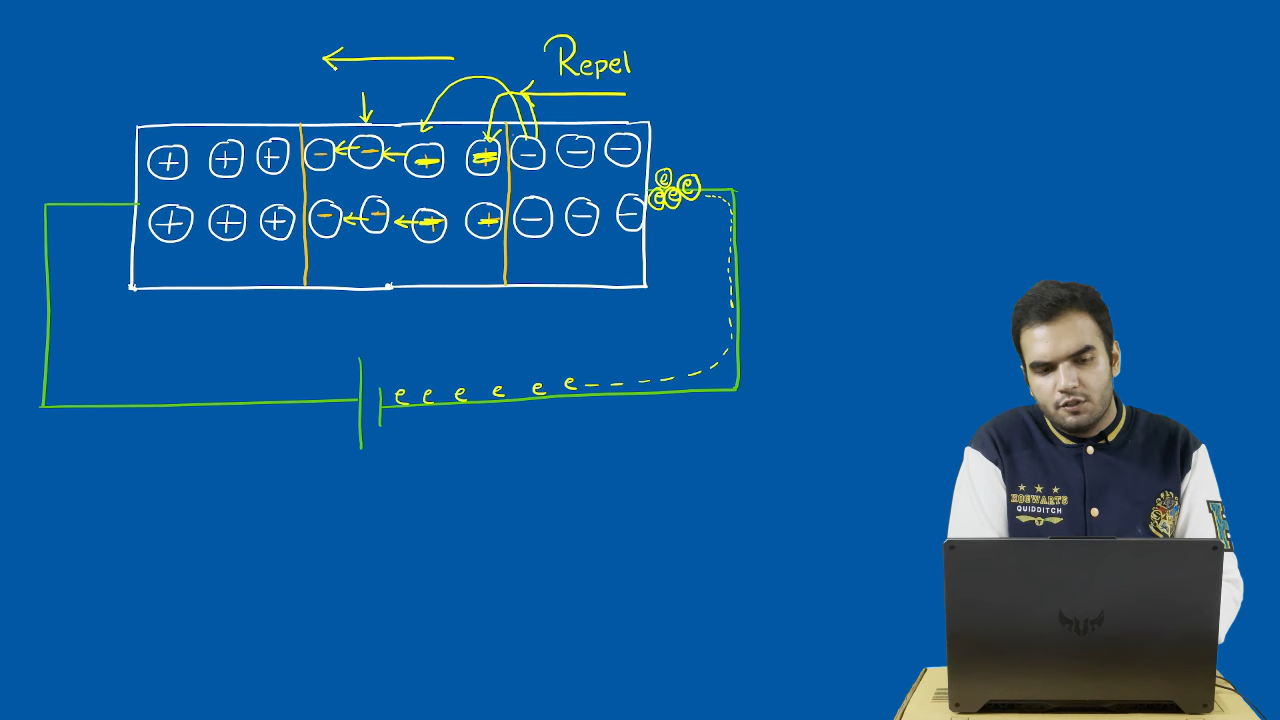 Repel
+ + + - - + + - - -
+ + + - - + + - - -
e
e e e
e e e e e e
HOGWARTS
QUIDDITCH
H